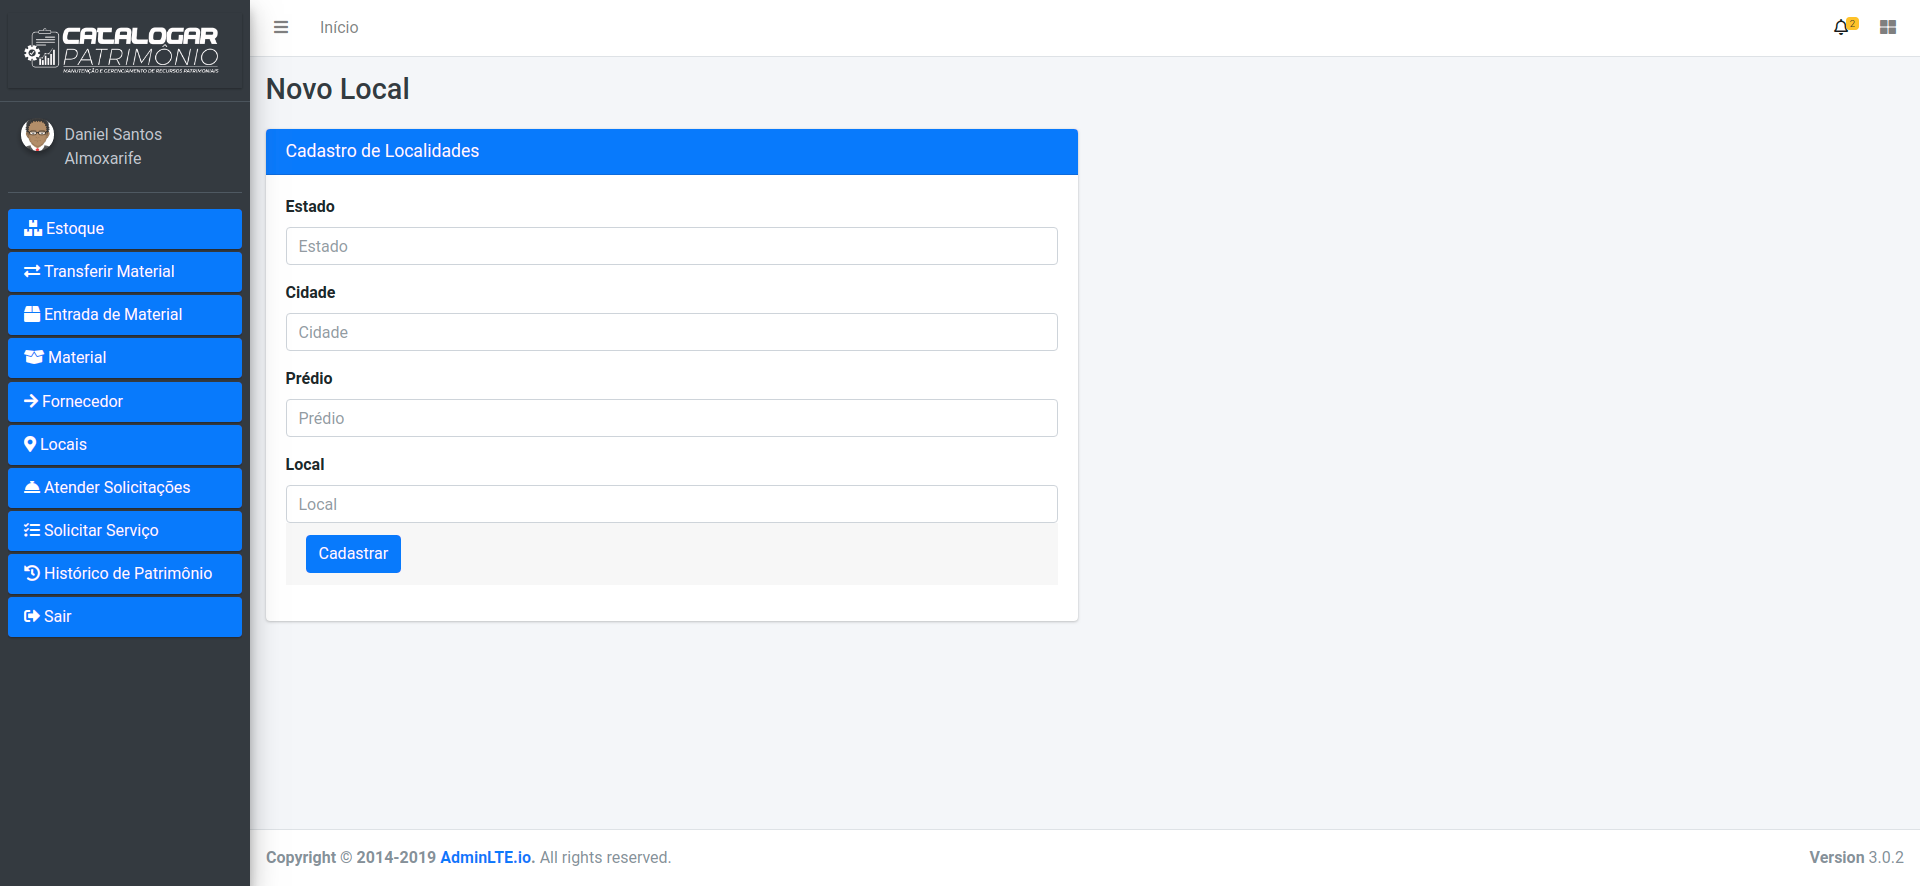 CATALOGAR
PATRIMÔNIO
MANUTENÇÃO E GERENCIAMENTO DE RECURSOS PATRIMONIAIS
Daniel Santos
Almoxarife
Estoque
Transferir Material
Entrada de Material
Material
Fornecedor
Locais
Atender Solicitações
Solicitar Serviço
Histórico de Patrimônio
Sair
Início
2
Novo Local
Cadastro de Localidades
Estado
Estado
Cidade
Cidade
Prédio
Prédio
Local
Local
Cadastrar
Copyright © 2014-2019 AdminLTE.io. All rights reserved.
Version 3.0.2